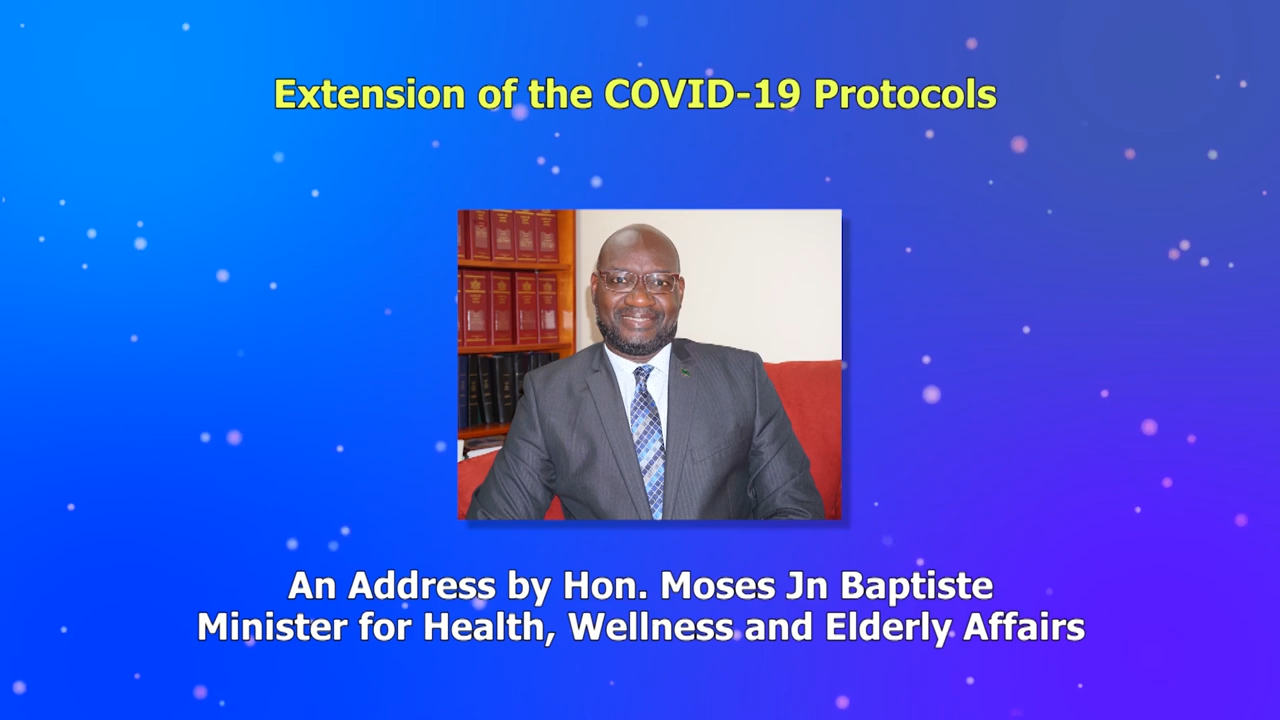 Extension of the COVID-19 Protocols
An Address by Hon. Moses Jn Baptiste
Minister for Health, Wellness and Elderly Affairs